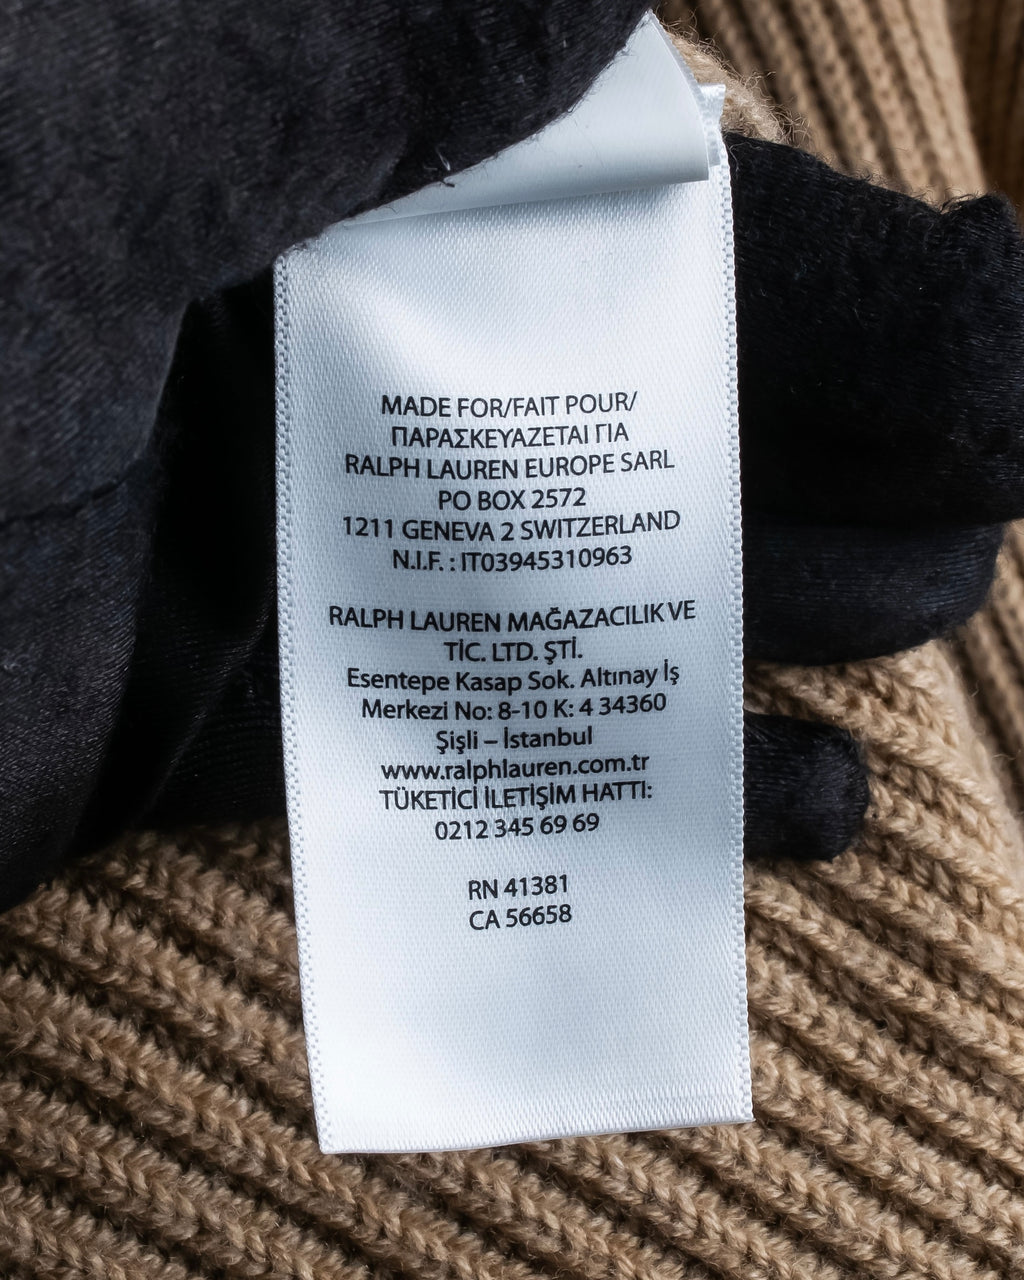 MADE FOR/FAIT POUR/
ΠΑΡΑΣΚΕΥΑΖΕΤΑΙ ΓΙΑ
RALPH LAUREN EUROPE SARL
PO BOX 2572
1211 GENEVA 2 SWITZERLAND
N.I.F. : IT03945310963
RALPH LAUREN MAĞAZACILIK VE
TİC. LTD. ŞTİ.
Esentepe Kasap Sok. Altınay İş
Merkezi No: 8-10 K: 4 34360
Şişli – İstanbul
www.ralphlauren.com.tr
TÜKETİCİ İLETİŞİM HATTI:
0212 345 69 69
RN 41381
CA 56658